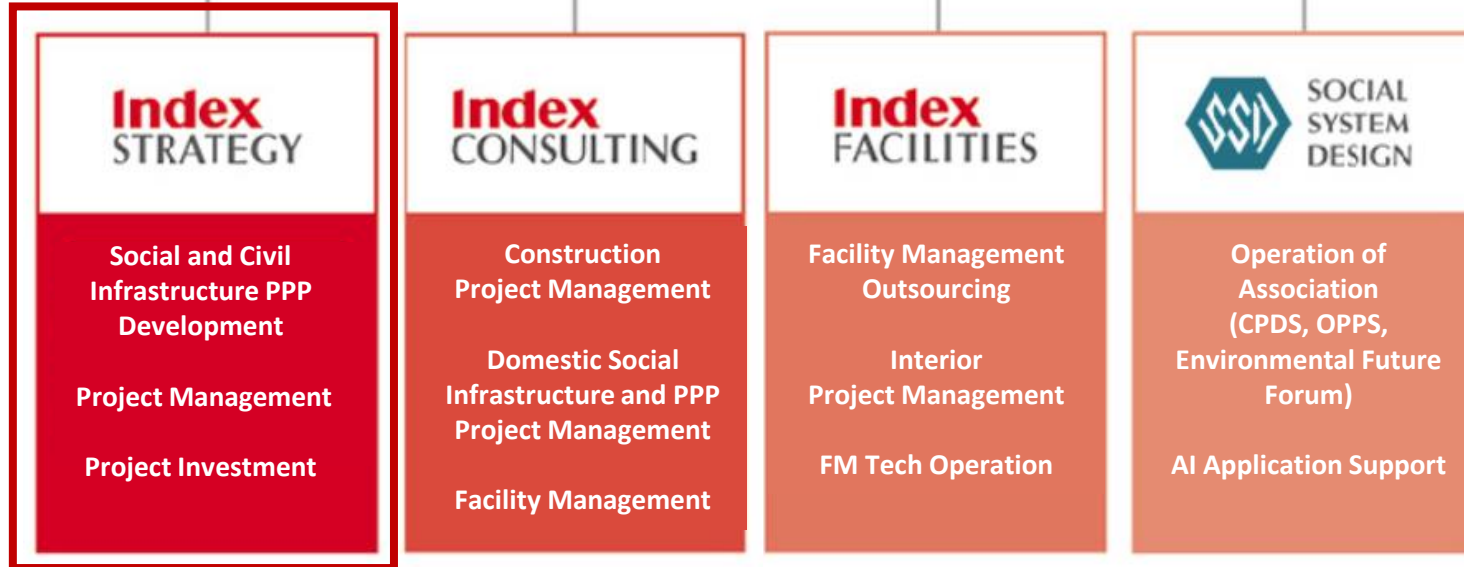 Index
STRATEGY
Social and Civil
Infrastructure PPP
Development
Project Management
Project Investment
Index
CONSULTING
Construction
Project Management
Domestic Social
Infrastructure and PPP
Project Management
Facility Management
Index
FACILITIES
Facility Management
Outsourcing
Interior
Project Management
FM Tech Operation
SSD
SOCIAL
SYSTEM
DESIGN
Operation of
Association
(CPDS, OPPS,
Environmental Future
Forum)
AI Application Support